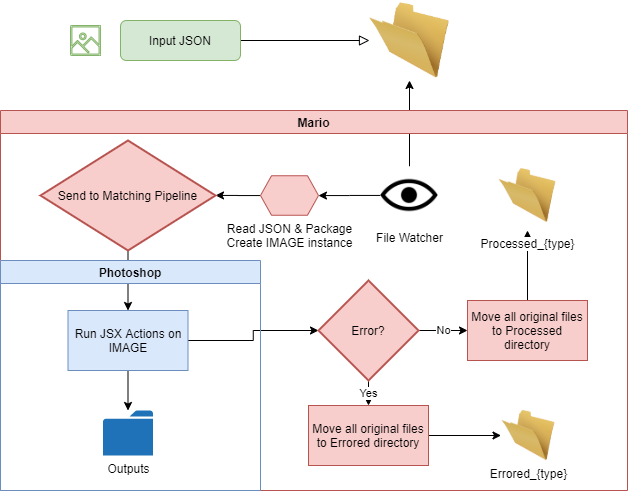 Input JSON
Mario
Send to Matching Pipeline
Read JSON & Package
Create IMAGE instance
File Watcher
Processed_{type}
Photoshop
Run JSX Actions on
IMAGE
Error?
No
Move all original files
to Processed
directory
Yes
Move all original files
to Errored directory
Outputs
Errored_{type}